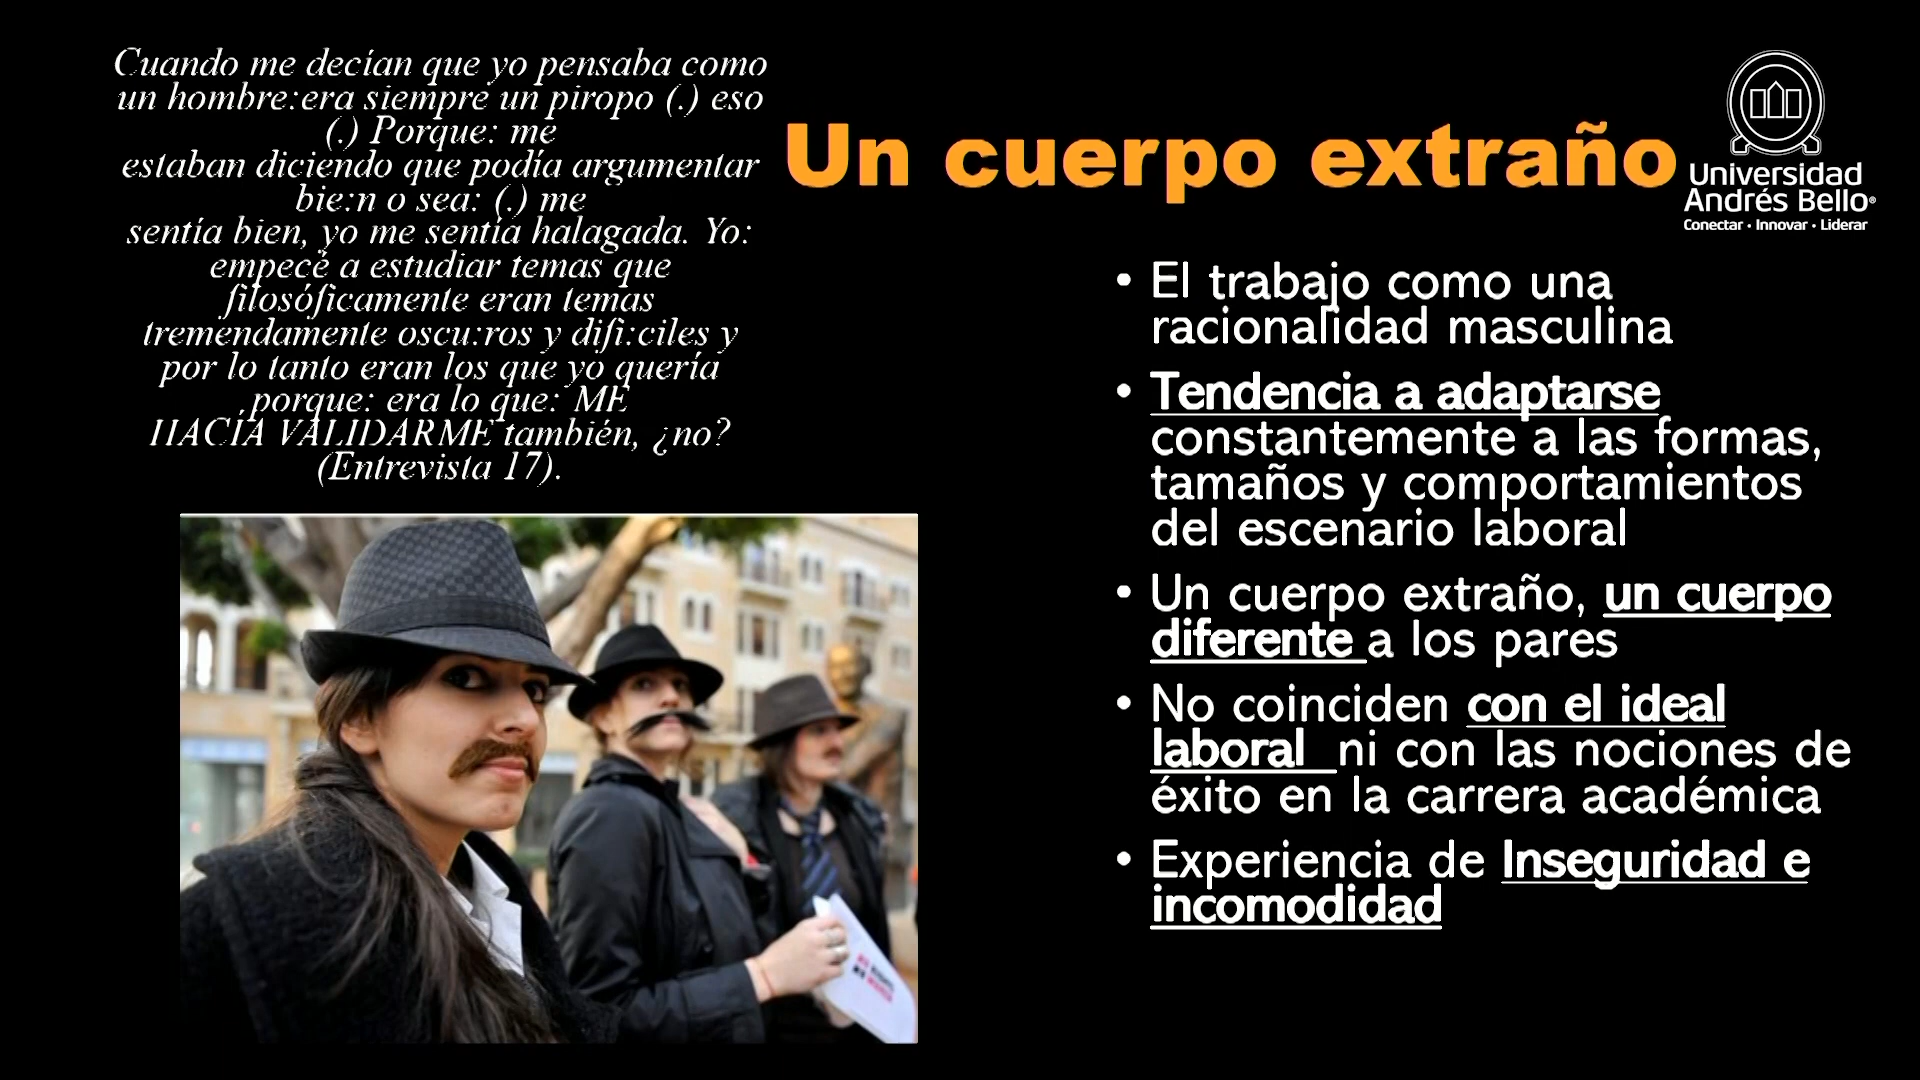 Cuando me decían que yo pensaba como
un hombre:era siempre un piropo (.) eso
(.) Porque: me
estaban diciendo que podía argumentar
bie:n o sea: (.) me
sentía bien, yo me sentía halagada. Yo:
empecé a estudiar temas que
filosóficamente eran temas
tremendamente oscu:ros y difi:ciles y
por lo tanto eran los que yo quería
porque: era lo que: ME
HACÍA VALIDARME también, ¿no?
(Entrevista 17).
Un cuerpo extraño
Universidad
Andrés Bello®
Conectar • Innovar • Liderar
• El trabajo como una
racionalidad masculina
• Tendencia a adaptarse
constantemente a las formas,
tamaños y comportamientos
del escenario laboral
• Un cuerpo extraño, un cuerpo
diferente a los pares
• No coinciden con el ideal
laboral ni con las nociones de
éxito en la carrera académica
• Experiencia de Inseguridad e
incomodidad